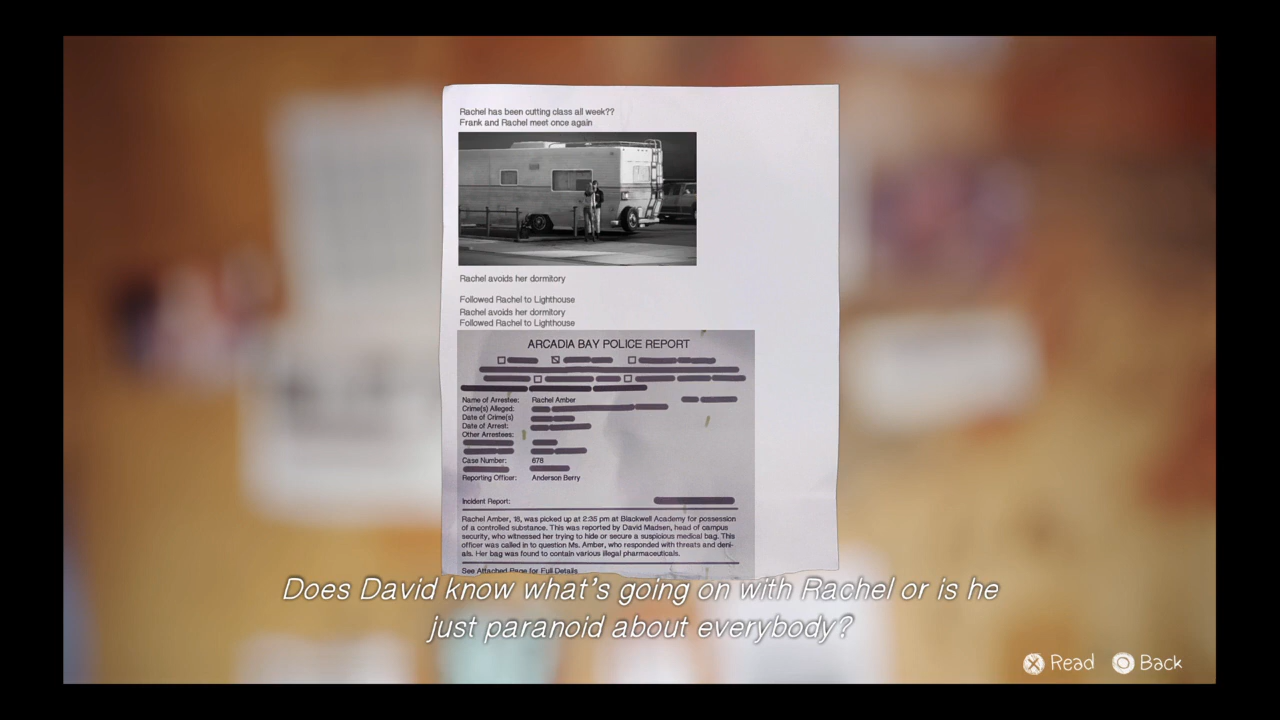 Rachel has been cutting class all week??
Frank and Rachel meet once again
Rachel avoids her dormitory
Followed Rachel to Lighthouse
Rachel avoids her dormitory
Followed Rachel to Lighthouse
ARCADIA BAY POLICE REPORT
Name of Arrestee: Rachel Amber
Crime(s) Alleged:
Date of Crime(s)
Date of Arrest:
Other Arrestees:
Case Number: 678
Reporting Officer: Anderson Berry
Incident Report:
Rachel Amber, 18, was picked up at 2:35 pm at Blackwell Academy for possession
of a controlled substance. This was reported by David Madsen, head of campus
security, who witnessed her trying to hide or secure a suspicious medical bag. This
officer was called in to question Ms. Amber, who responded with threats and deni-
als. Her bag was found to contain various illegal pharmaceuticals.
See Attached Page for Full Details
Does David know what's going on with Rachel or is he
just paranoid about everybody?
Read Back